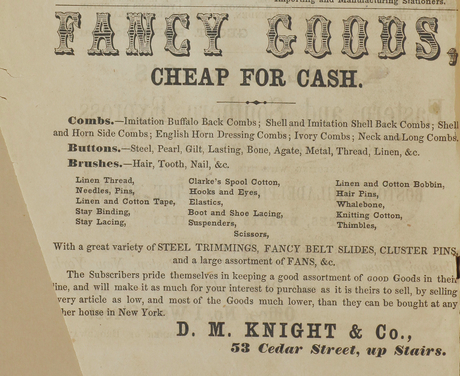 Importing and Manufacturing Stationers.
FANCY GOODS,
CHEAP FOR CASH.
Combs.—Imitation Buffalo Back Combs; Shell and Imitation Shell Back Combs; Shell
and Horn Side Combs; English Horn Dressing Combs; Ivory Combs; Neck and Long Combs.
Buttons.—Steel, Pearl, Gilt, Lasting, Bone, Agate, Metal, Thread, Linen, &c.
Brushes.—Hair, Tooth, Nail, &c.
Linen Thread, Clarke's Spool Cotton, Linen and Cotton Bobbin,
Needles, Pins, Hooks and Eyes, Hair Pins,
Linen and Cotton Tape, Elastics, Whalebone,
Stay Binding, Boot and Shoe Lacing, Knitting Cotton,
Stay Lacing, Suspenders, Thimbles,
Scissors,
With a great variety of STEEL TRIMMINGS, FANCY BELT SLIDES, CLUSTER PINS,
and a large assortment of FANS, &c.
The Subscribers pride themselves in keeping a good assortment of GOOD Goods in their
ine, and will make it as much for your interest to purchase as it is theirs to sell, by selling
very article as low, and most of the Goods much lower, than they can be bought at any
ther house in New York.
D. M. KNIGHT & Co.,
53 Cedar Street, up Stairs.